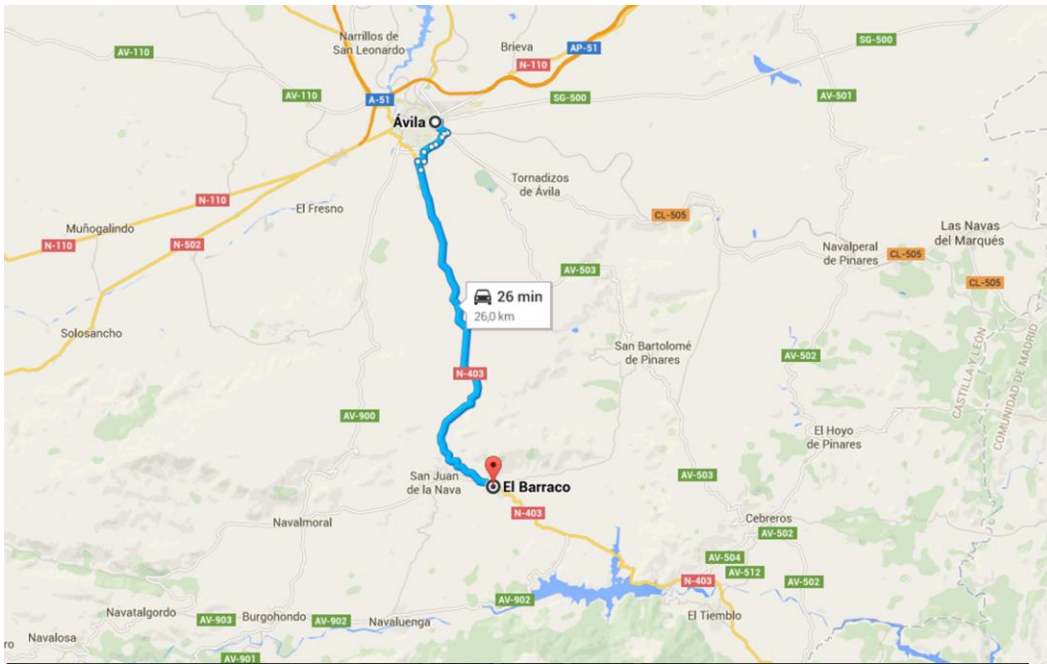 Narrillos de
San Leonardo
Brieva
SG-500
AV-110
AP-51
N-110
AV-110
A-51
SG-500
AV-501
Ávila
Tornadizos
de Ávila
N-110
El Fresno
CL-505
Muñogalindo
Las Navas
del Marqués
N-110
N-502
Navalperal
de Pinares
CL-505
AV-503
CL-505
26 min
26,0 km
Solosancho
San Bartolomé
de Pinares
AV-502
N-403
CASTILLA Y LEÓN
COMUNIDAD DE MADRID
AV-900
El Hoyo
de Pinares
San Juan
de la Nava
El Barraco
AV-503
N-403
Navalmoral
Cebreros
AV-502
AV-504
AV-512
N-403
AV-502
AV-902
Navatalgordo
AV-903
Burgohondo
AV-902
Navaluenga
El Tiemblo
ro
Navalosa
AV-901